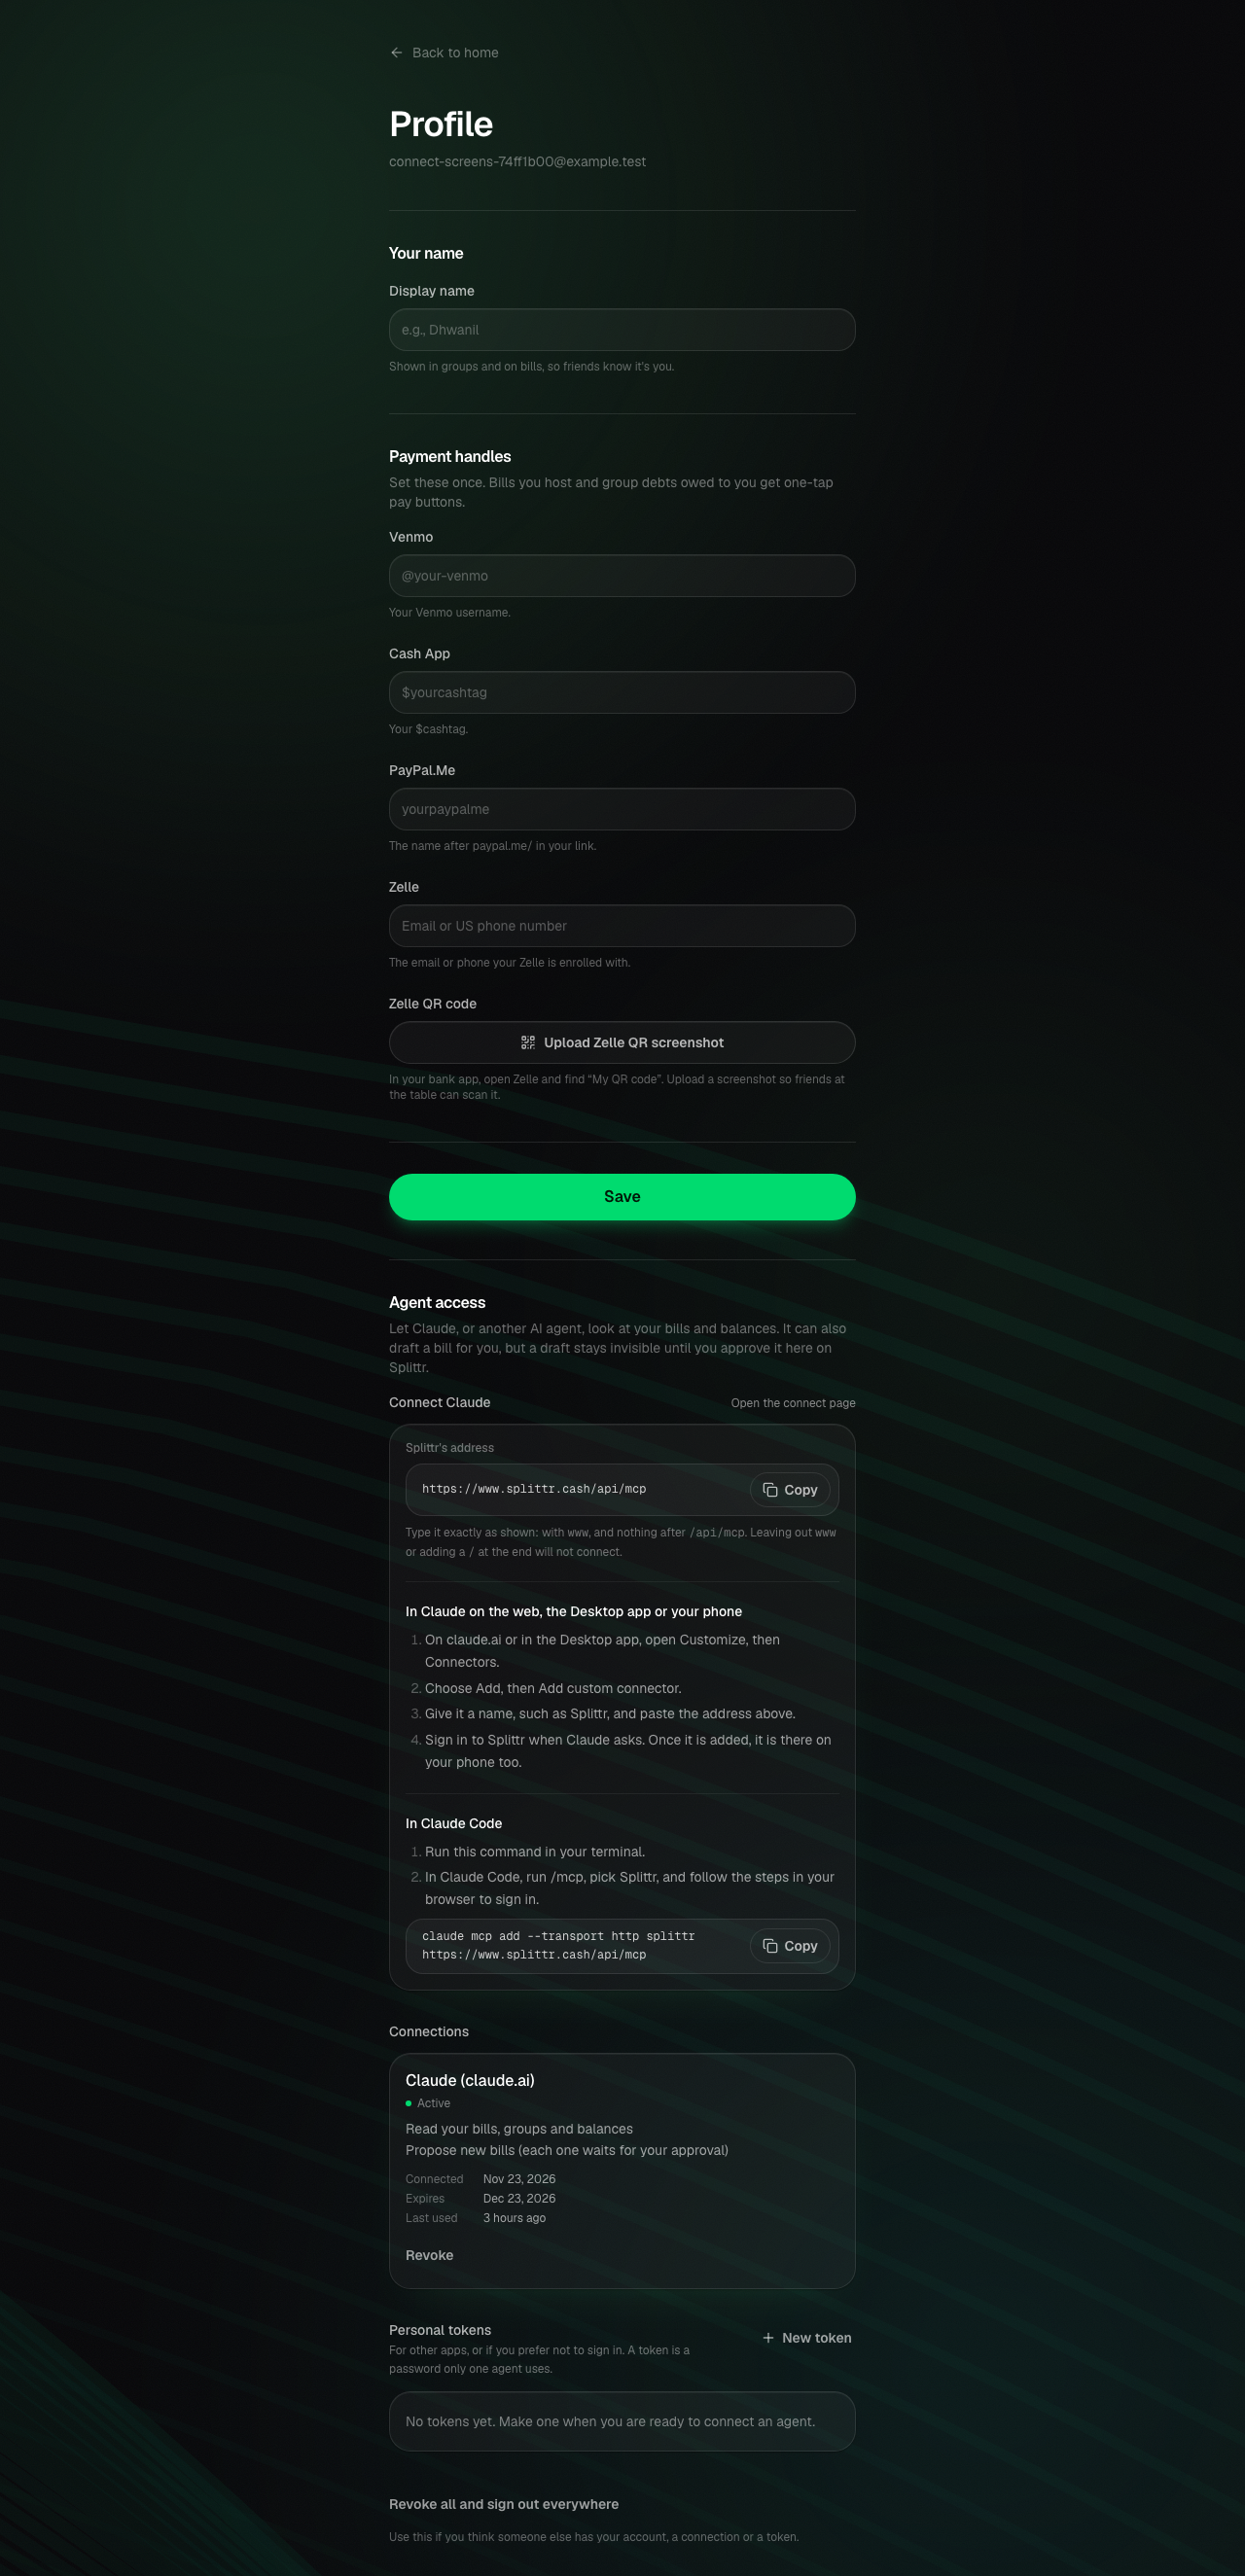 Back to home
Profile
connect-screens-74ff1b00@example.test
Your name
Display name
e.g., Dhwanil
Shown in groups and on bills, so friends know it's you.
Payment handles
Set these once. Bills you host and group debts owed to you get one-tap
pay buttons.
Venmo
@your-venmo
Your Venmo username.
Cash App
$yourcashtag
Your $cashtag.
PayPal.Me
yourpaypalme
The name after paypal.me/ in your link.
Zelle
Email or US phone number
The email or phone your Zelle is enrolled with.
Zelle QR code
Upload Zelle QR screenshot
In your bank app, open Zelle and find “My QR code”. Upload a screenshot so friends at
the table can scan it.
Save
Agent access
Let Claude, or another AI agent, look at your bills and balances. It can also
draft a bill for you, but a draft stays invisible until you approve it here on
Splittr.
Connect Claude
Open the connect page
Splittr's address
https://www.splittr.cash/api/mcp
Copy
Type it exactly as shown: with www, and nothing after /api/mcp. Leaving out www
or adding a / at the end will not connect.
In Claude on the web, the Desktop app or your phone
1. On claude.ai or in the Desktop app, open Customize, then
Connectors.
2. Choose Add, then Add custom connector.
3. Give it a name, such as Splittr, and paste the address above.
4. Sign in to Splittr when Claude asks. Once it is added, it is there on
your phone too.
In Claude Code
1. Run this command in your terminal.
2. In Claude Code, run /mcp, pick Splittr, and follow the steps in your
browser to sign in.
claude mcp add --transport http splittr
https://www.splittr.cash/api/mcp
Copy
Connections
Claude (claude.ai)
Active
Read your bills, groups and balances
Propose new bills (each one waits for your approval)
Connected Nov 23, 2026
Expires Dec 23, 2026
Last used 3 hours ago
Revoke
Personal tokens
New token
For other apps, or if you prefer not to sign in. A token is a
password only one agent uses.
No tokens yet. Make one when you are ready to connect an agent.
Revoke all and sign out everywhere
Use this if you think someone else has your account, a connection or a token.